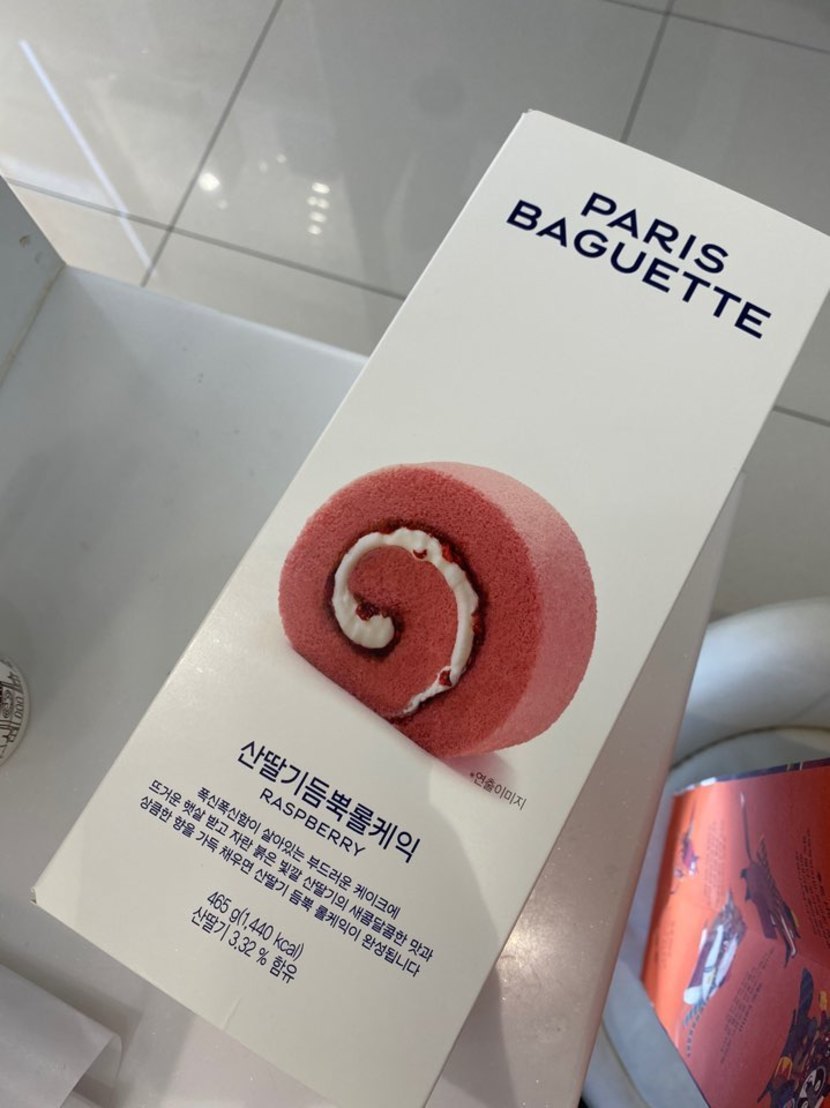 PARIS
BAGUETTE
산딸기듬뿍롤케익
RASPBERRY
*연출이미지
폭신폭신함이 살아있는 부드러운 케이크에
뜨거운 햇살 받고 자란 붉은 빛깔 산딸기의 새콤달콤한 맛과
상큼한 향을 가득 채우면 산딸기 듬뿍 롤케익이 완성됩니다
465 g(1,440 kcal)
산딸기 3.32 % 함유